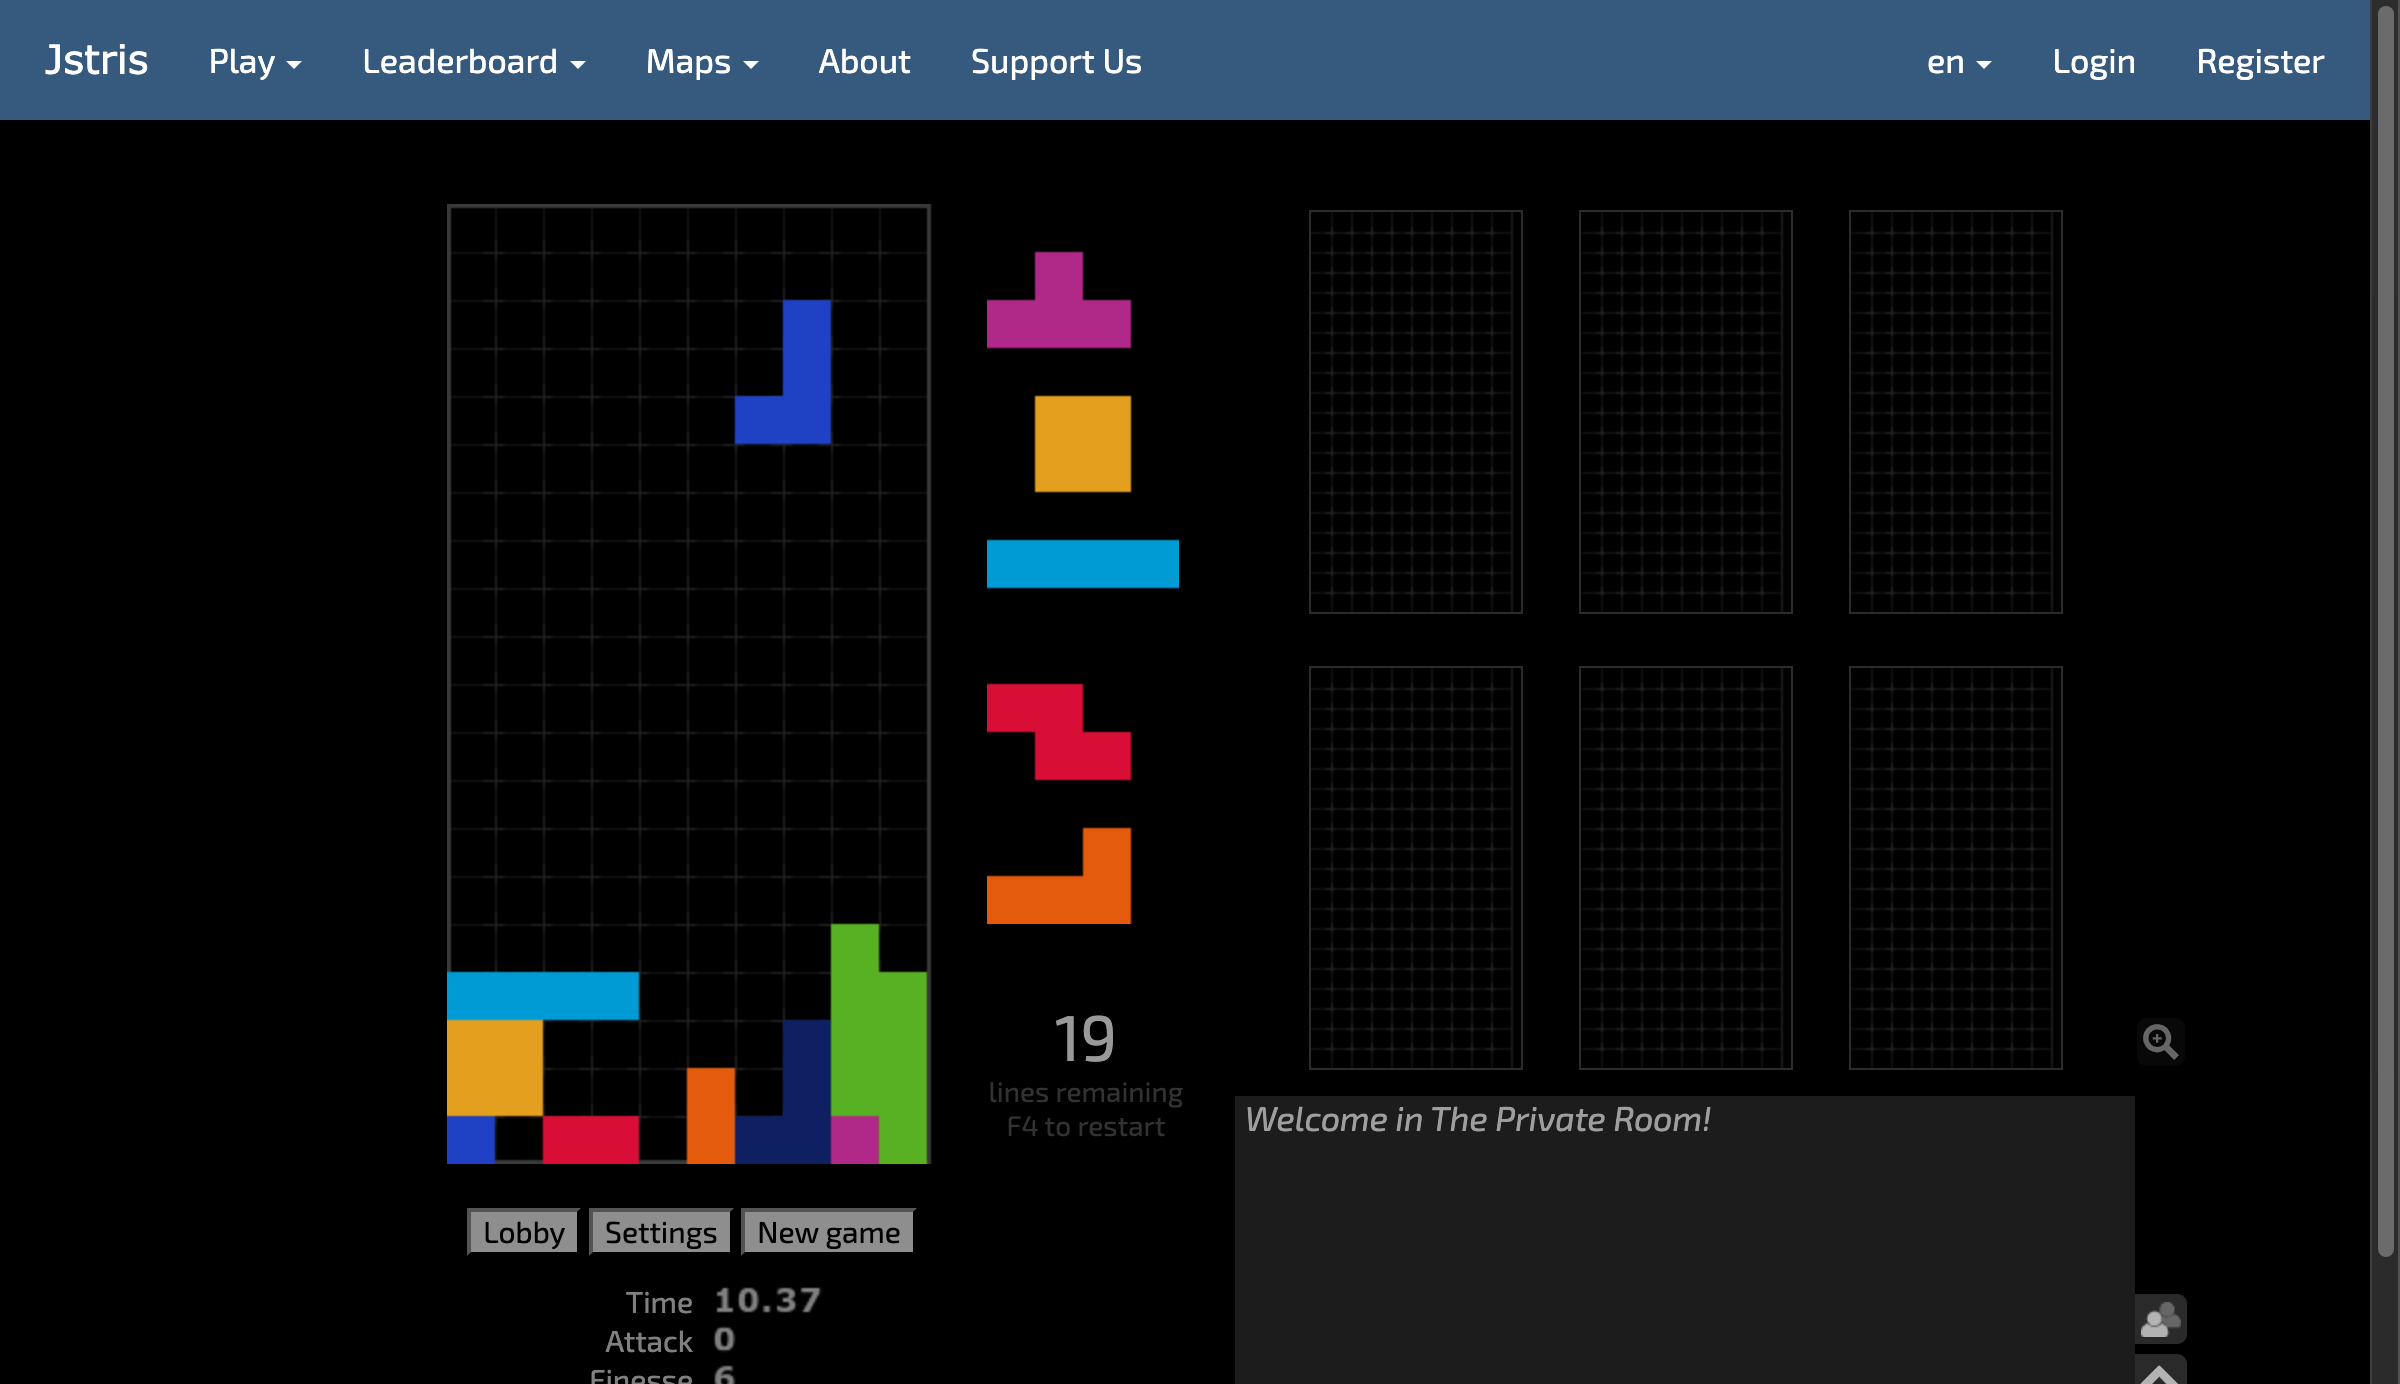 Jstris Play Leaderboard Maps About Support Us en Login Register
19
lines remaining
F4 to restart
Welcome in The Private Room!
Lobby Settings New game
Time 10.37
Attack 0
Finesse 6